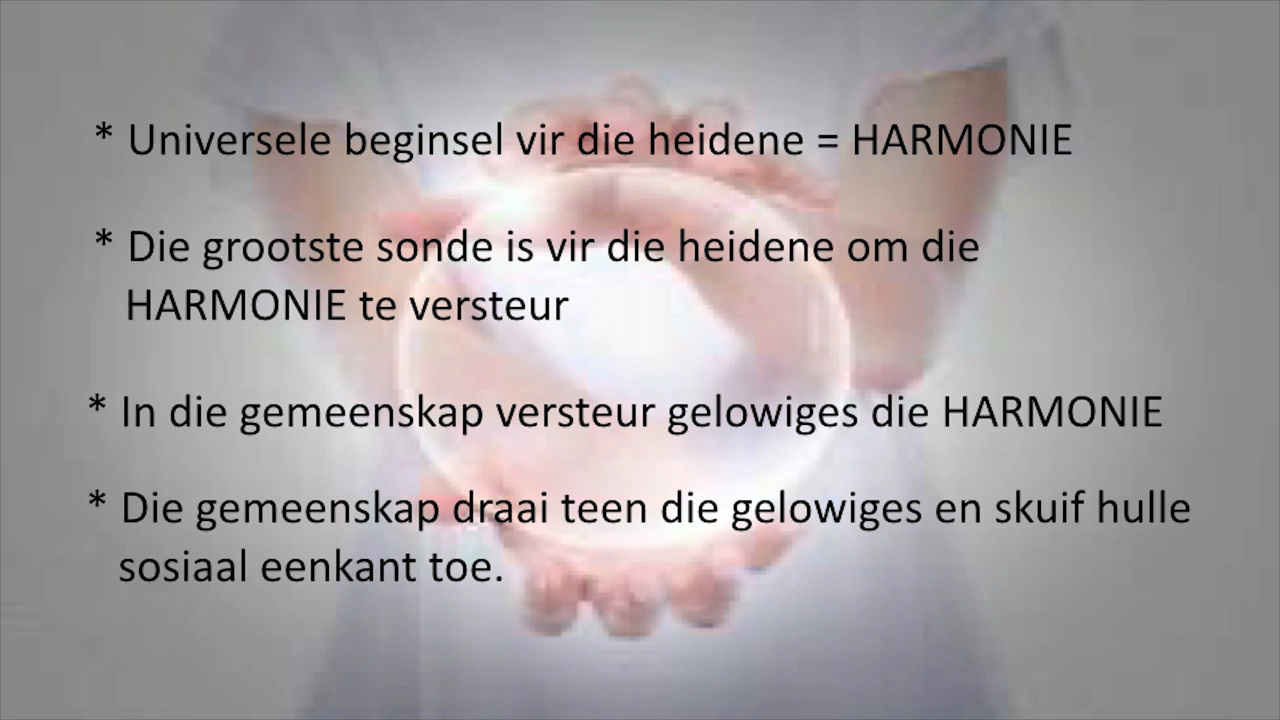 * Universele beginsel vir die heidene = HARMONIE
* Die grootste sonde is vir die heidene om die
HARMONIE te versteur
* In die gemeenskap versteur gelowiges die HARMONIE
* Die gemeenskap draai teen die gelowiges en skuif hulle
sosiaal eenkant toe.